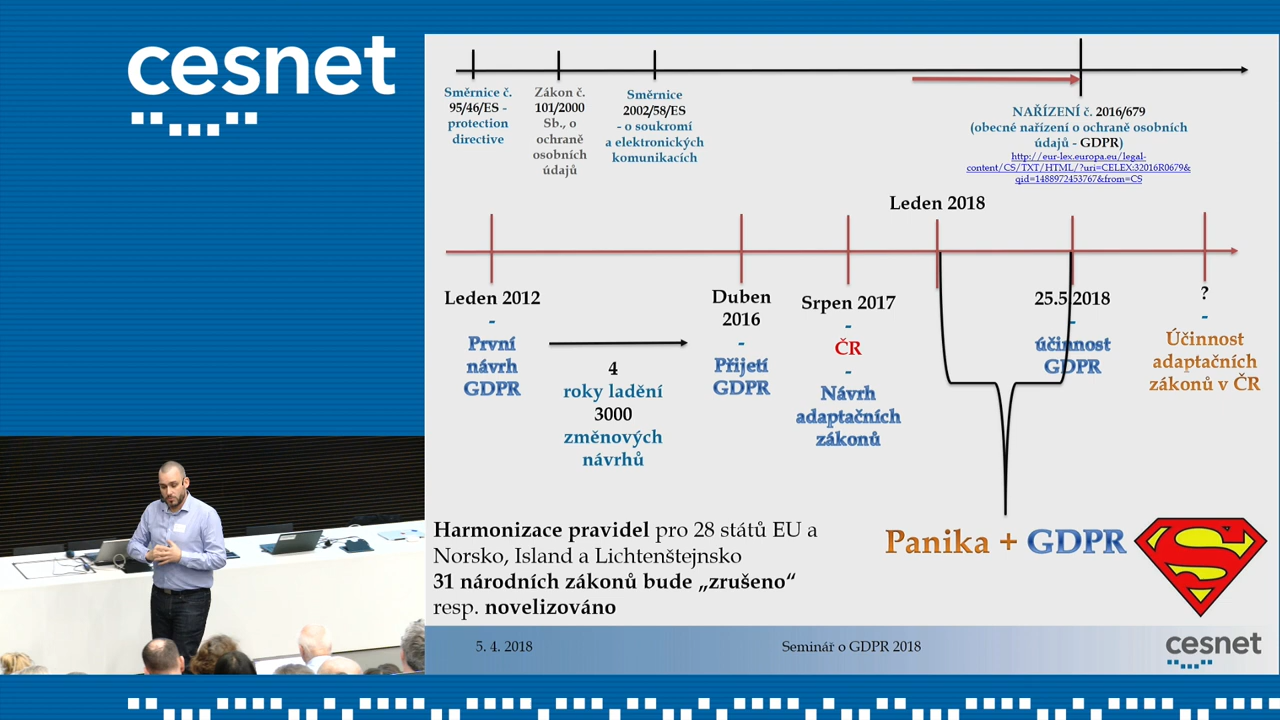 cesnet
Směrnice č.
95/46/ES -
protection
directive
Zákon č.
101/2000
Sb., o
ochraně
osobních
údajů
Směrnice
2002/58/ES
- o soukromí
a elektronických
komunikacích
NAŘÍZENÍ č. 2016/679
(obecné nařízení o ochraně osobních
údajů - GDPR)
http://eur-lex.europa.eu/legal-
content/CS/TXT/HTML/?uri=CELEX:32016R0679&
qid=1488972453767&from=CS
Leden 2018
Leden 2012
-
První
návrh
GDPR
4
roky ladění
3000
změnových
návrhů
Duben
2016
-
Přijetí
GDPR
Srpen 2017
-
ČR
-
Návrh
adaptačních
zákonů
25.5.2018
-
účinnost
GDPR
?
-
Účinnost
adaptačních
zákonů v ČR
Harmonizace pravidel pro 28 států EU a
Norsko, Island a Lichtenštejnsko
31 národních zákonů bude „zrušeno“
resp. novelizováno
Panika + GDPR
S
5. 4. 2018
Seminář o GDPR 2018
cesnet